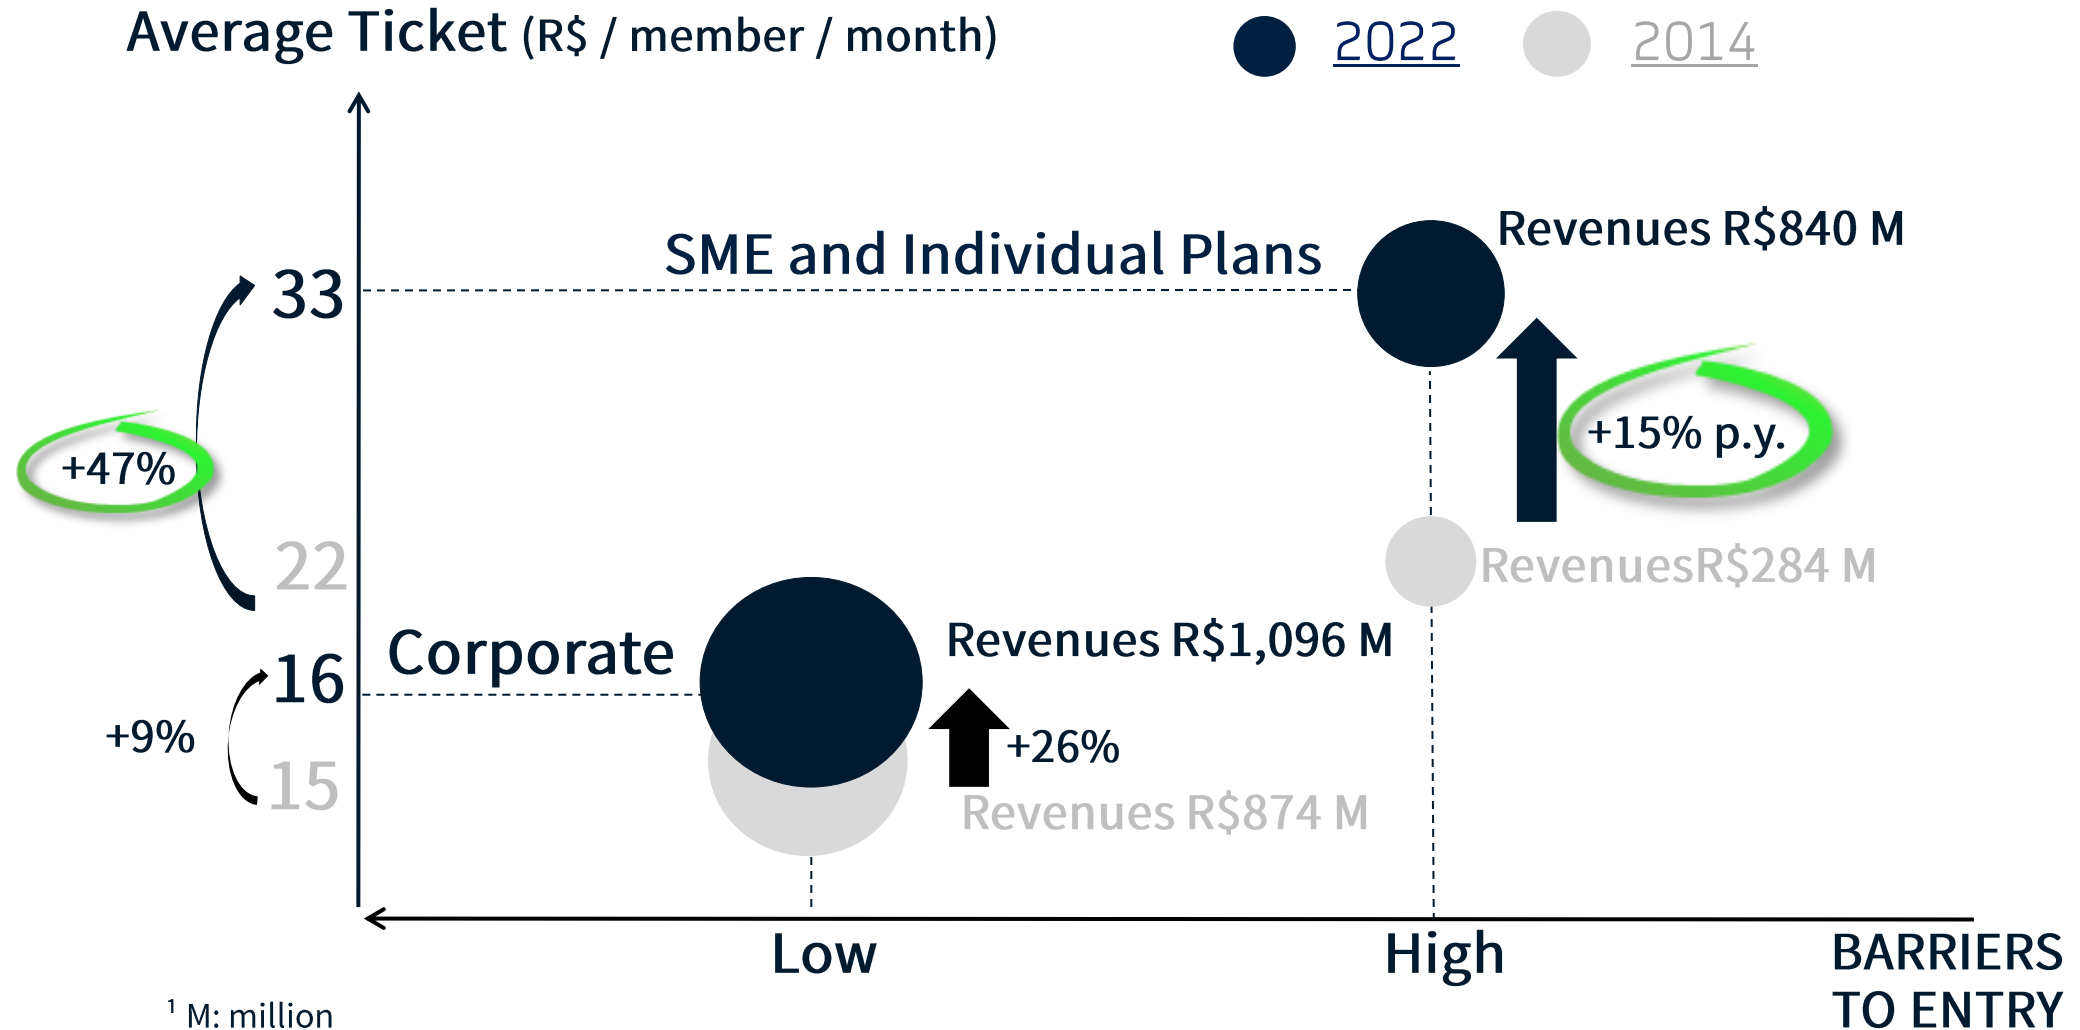 Average Ticket (R$ / member / month)
2022
2014
SME and Individual Plans
Revenues R$840 M
33
+15% p.y.
+47%
22
RevenuesR$284 M
Corporate
Revenues R$1,096 M
16
+9%
+26%
15
Revenues R$874 M
Low
High
BARRIERS
TO ENTRY
¹ M: million